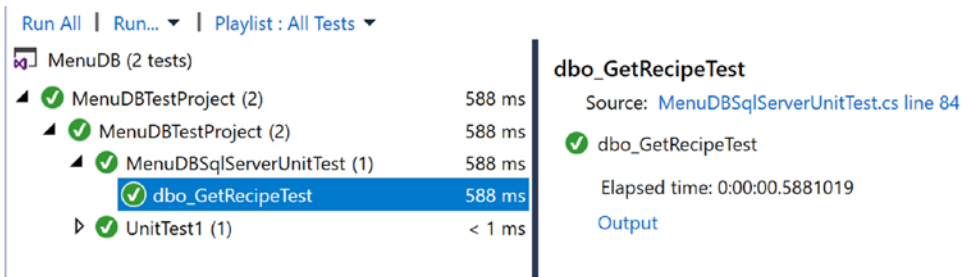 Run All | Run... | Playlist : All Tests
MenuDB (2 tests)
MenuDBTestProject (2) 588 ms
MenuDBTestProject (2) 588 ms
MenuDBSqlServerUnitTest (1) 588 ms
dbo_GetRecipeTest 588 ms
UnitTest1 (1) < 1 ms
dbo_GetRecipeTest
Source: MenuDBSqlServerUnitTest.cs line 84
dbo_GetRecipeTest
Elapsed time: 0:00:00.5881019
Output